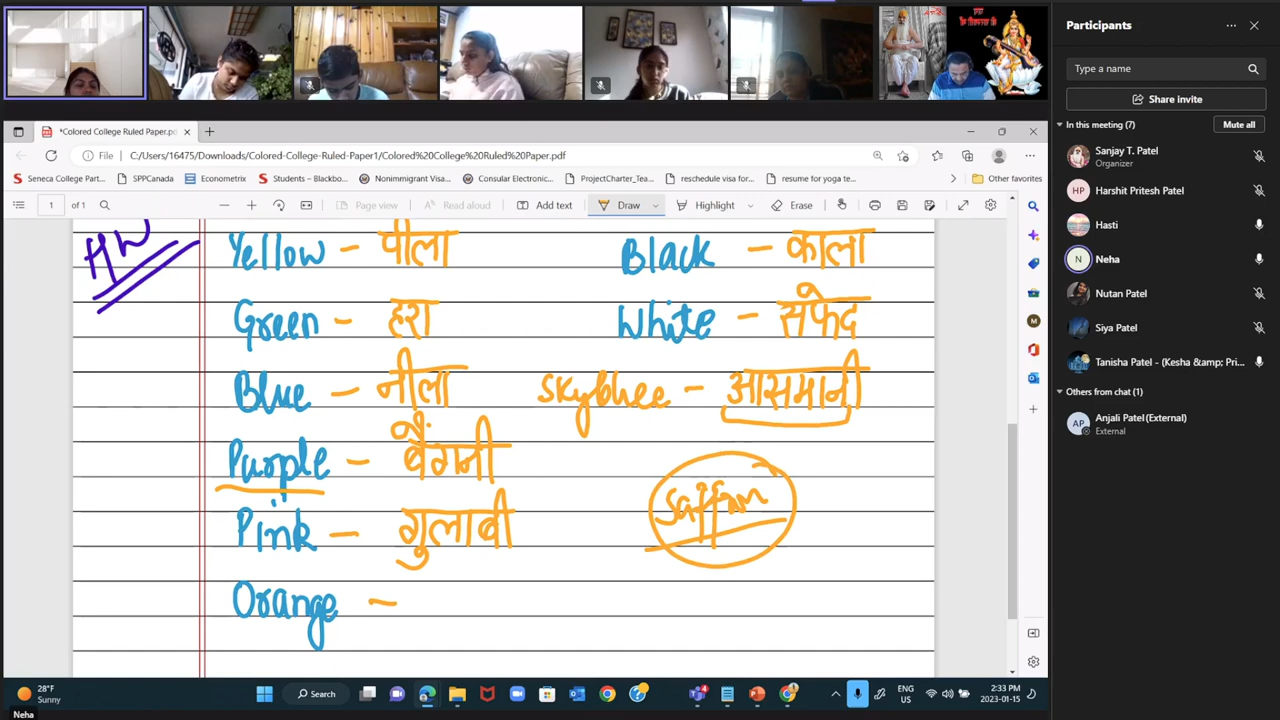 Participants
Type a name
Share invite
In this meeting (7)
Mute all
Sanjay T. Patel
Organizer
HP Harshit Pritesh Patel
Hasti
N Neha
Nutan Patel
Siya Patel
Tanisha Patel - (Kesha &amp; Pri...
Others from chat (1)
AP Anjali Patel (External)
External
*Colored College Ruled Paper.pd
File
C:/Users/16475/Downloads/Colored-College-Ruled-Paper1/Colored%20College%20Ruled%20Paper.pdf
Seneca College Part...
SPPCanada
Econometrix
Students – Blackbo...
Nonimmigrant Visa...
Consular Electronic...
ProjectCharter_Tea...
reschedule visa for...
resume for yoga te...
Other favorites
1 of 1
Page view
Read aloud
Add text
Draw
Highlight
Erase
HW
Yellow – पीला
Black – काला
Green – हरा
White – सफेद
Blue – नीला
skyblue – आसमानी
Purple – बैंगनी
Saffron
Pink – गुलाबी
Orange –
28°F
Sunny
Search
ENG
US
2:33 PM
2023-01-15
Neha